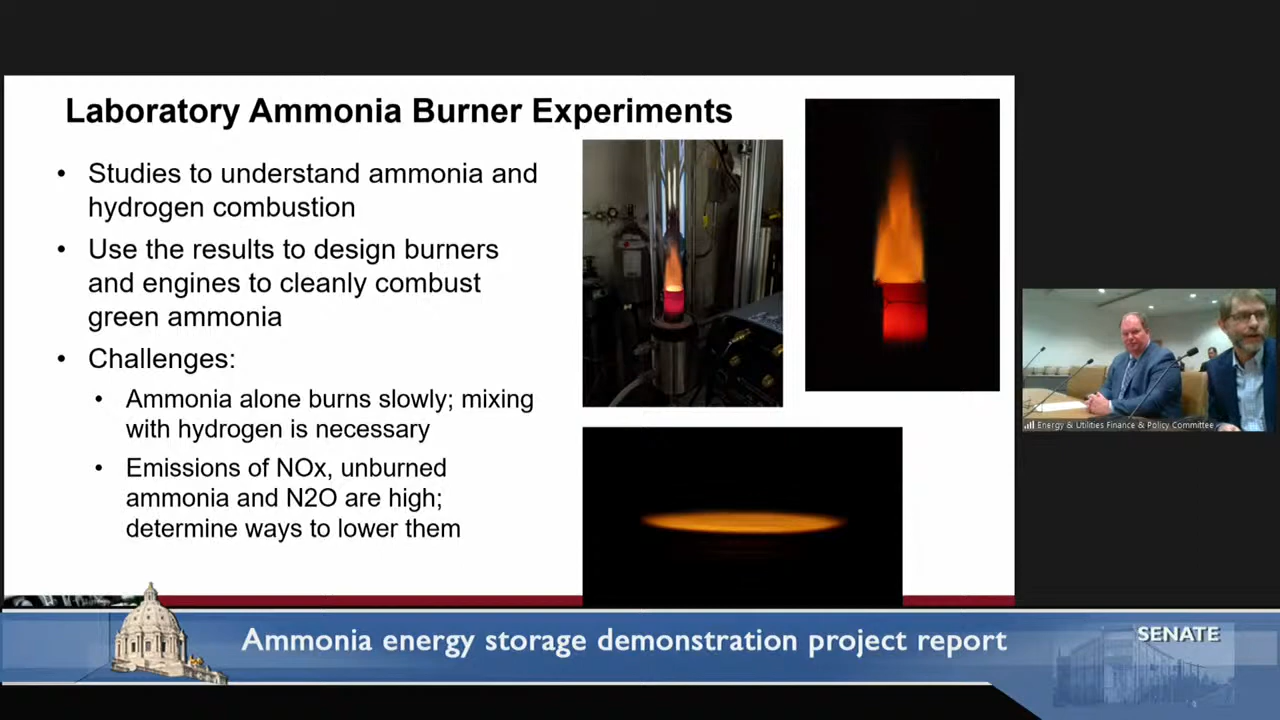 Laboratory Ammonia Burner Experiments
• Studies to understand ammonia and
hydrogen combustion
• Use the results to design burners
and engines to cleanly combust
green ammonia
• Challenges:
• Ammonia alone burns slowly; mixing
with hydrogen is necessary
• Emissions of NOx, unburned
ammonia and N2O are high;
determine ways to lower them
Energy & Utilities Finance & Policy Committee
Ammonia energy storage demonstration project report
SENATE